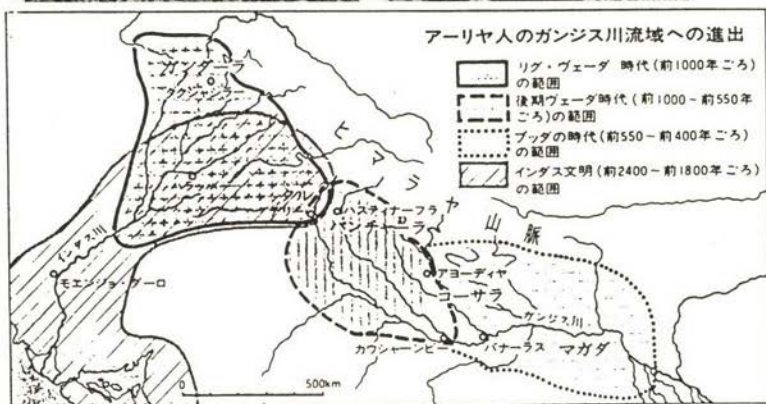 アーリヤ人のガンジス川流域への進出
リグ・ヴェーダ 時代(前1000年ごろ)
の範囲
後期ヴェーダ時代(前1000~前550年
ごろ)の範囲
ブッダの時代(前550~前400年ごろ)
の範囲
インダス文明(前2400~前1800年ごろ)
の範囲
ガンダーラ
タクシャシラー
ヒマラヤ山脈
ハラッパー
クル
デリー
ハスティナープラ
パンチャーラ
インダス川
モエンジョ・ダーロ
アヨーディヤ
コーサラ
ガンジス川
カウシャーンビー
バナーラス
マガダ
0 500km